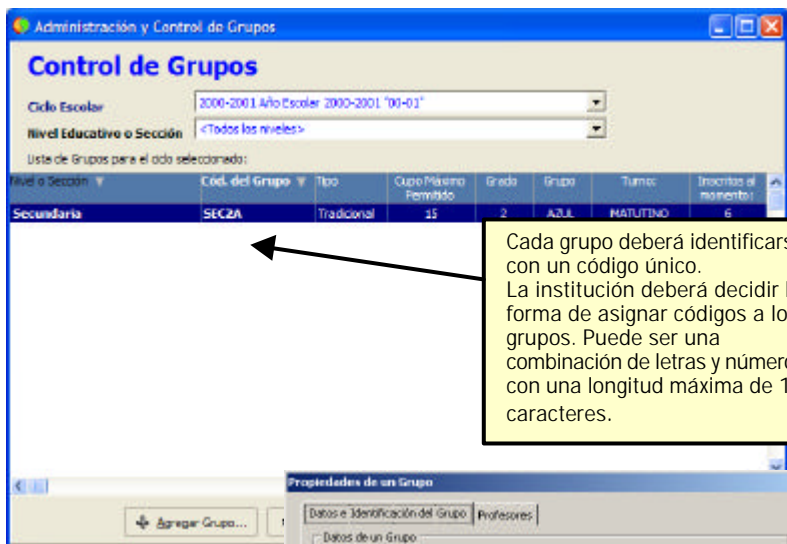 Administración y Control de Grupos
Control de Grupos
Ciclo Escolar
2000-2001 Año Escolar 2000-2001 "00-01"
Nivel Educativo o Sección
<Todos los niveles>
Lista de Grupos para el ciclo seleccionado:
Nivel o Sección Cód. del Grupo Tipo Cupo Máximo Permitido Grado Grupo Turno: Inscritos al momento:
Secundaria SEC2A Tradicional 15 2 AZUL MATUTINO 6
Cada grupo deberá identificars
con un código único.
La institución deberá decidir l
forma de asignar códigos a lo
grupos. Puede ser una
combinación de letras y número
con una longitud máxima de 1
caracteres.
Propiedades de un Grupo
Agregar Grupo...
Datos e Identificación del Grupo Profesores
Datos de un Grupo